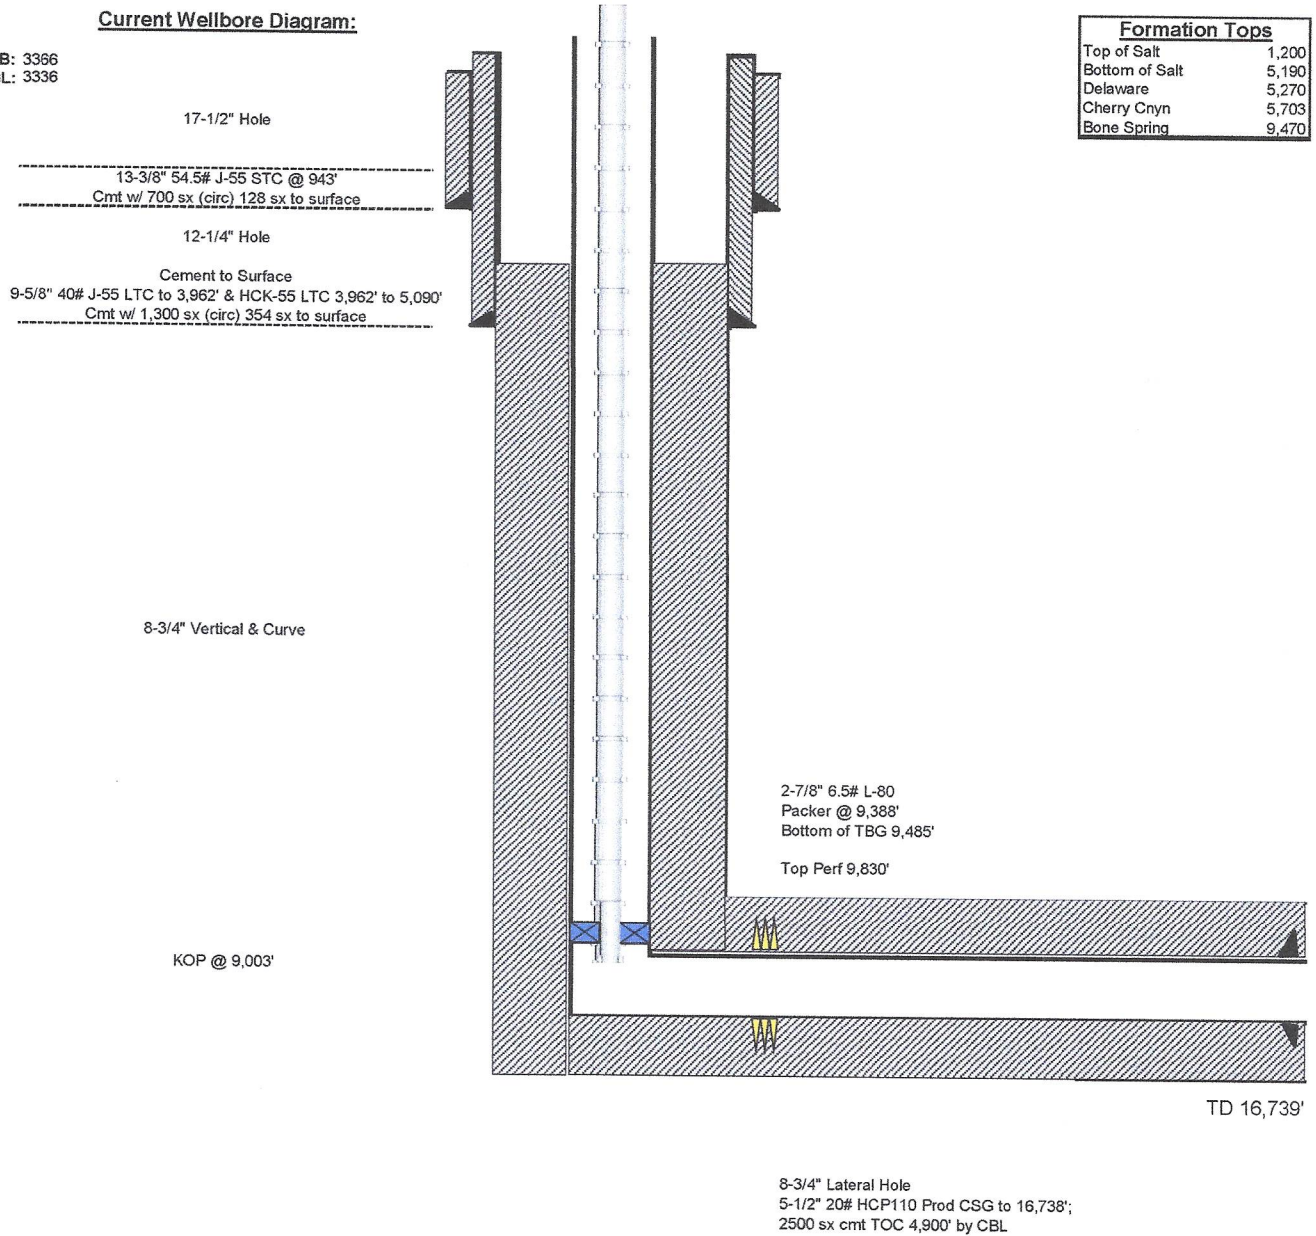 Current Wellbore Diagram:
B: 3366
L: 3336
17-1/2" Hole
13-3/8" 54.5# J-55 STC @ 943'
Cmt w/ 700 sx (circ) 128 sx to surface
12-1/4" Hole
Cement to Surface
9-5/8" 40# J-55 LTC to 3,962' & HCK-55 LTC 3,962' to 5,090'
Cmt w/ 1,300 sx (circ) 354 sx to surface
8-3/4" Vertical & Curve
KOP @ 9,003'
Formation Tops
Top of Salt 1,200
Bottom of Salt 5,190
Delaware 5,270
Cherry Cnyn 5,703
Bone Spring 9,470
2-7/8" 6.5# L-80
Packer @ 9,388'
Bottom of TBG 9,485'
Top Perf 9,830'
TD 16,739'
8-3/4" Lateral Hole
5-1/2" 20# HCP110 Prod CSG to 16,738';
2500 sx cmt TOC 4,900' by CBL